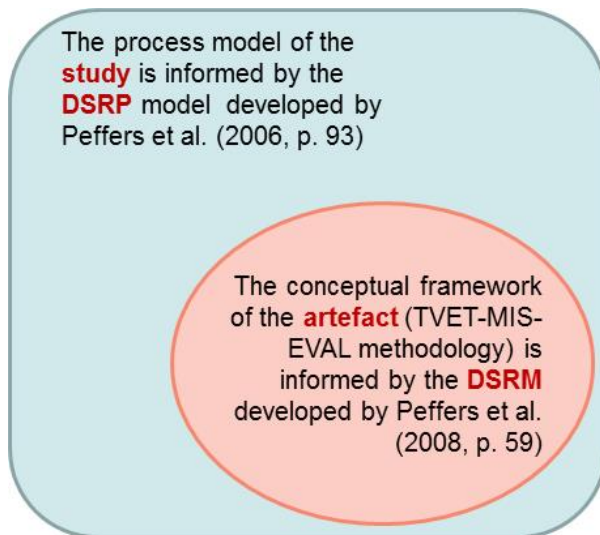 The process model of the
study is informed by the
DSRP model developed by
Peffers et al. (2006, p. 93)
The conceptual framework
of the artefact (TVET-MIS-
EVAL methodology) is
informed by the DSRM
developed by Peffers et al.
(2008, p. 59)